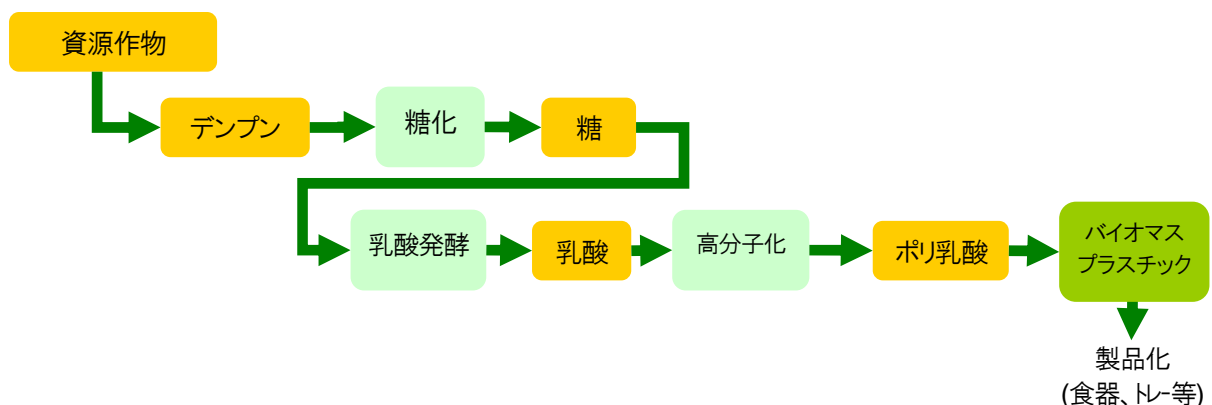 資源作物
デンプン
糖化
糖
乳酸発酵
乳酸
高分子化
ポリ乳酸
バイオマス
プラスチック
製品化
(食器、トレー等)